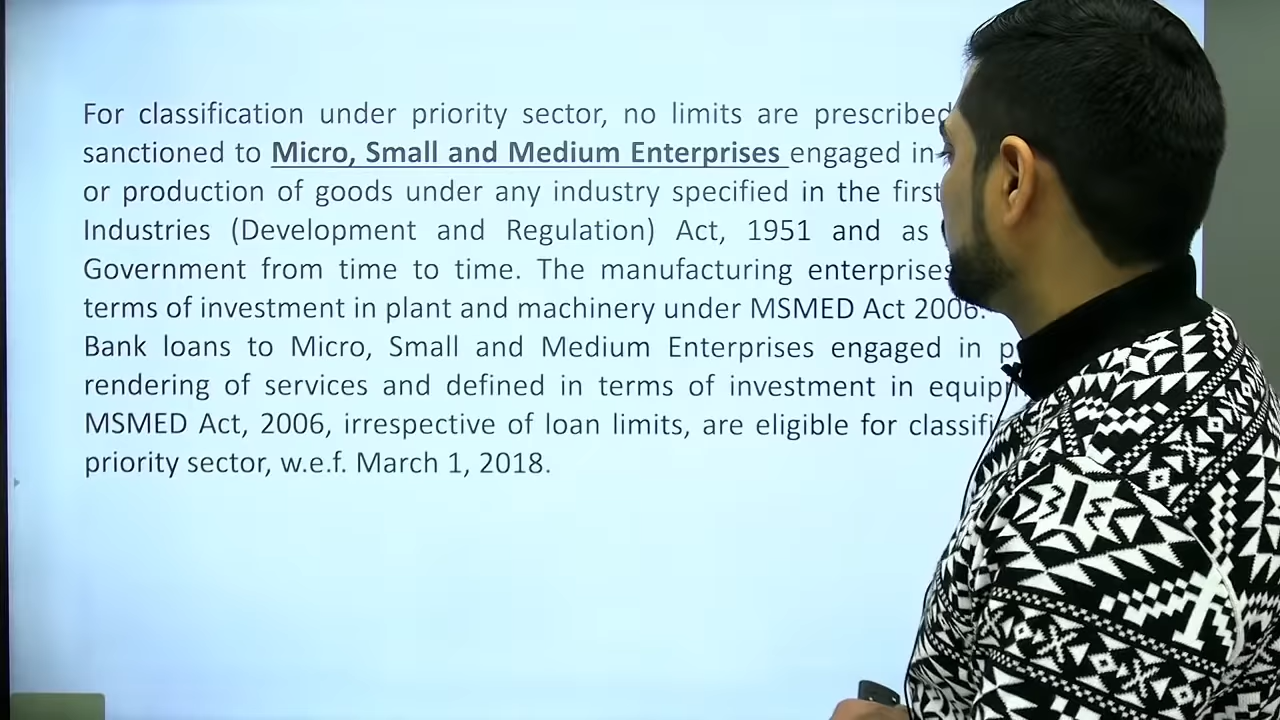 For classification under priority sector, no limits are prescribed
sanctioned to Micro, Small and Medium Enterprises engaged in
or production of goods under any industry specified in the first
Industries (Development and Regulation) Act, 1951 and as
Government from time to time. The manufacturing enterprises
terms of investment in plant and machinery under MSMED Act 2006.
Bank loans to Micro, Small and Medium Enterprises engaged in
rendering of services and defined in terms of investment in
MSMED Act, 2006, irrespective of loan limits, are eligible for
priority sector, w.e.f. March 1, 2018.